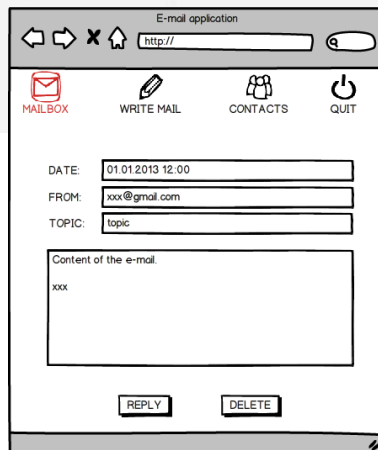 E-mail application
http://
MAILBOX WRITE MAIL CONTACTS QUIT
DATE: 01.01.2013 12:00
FROM: xxx@gmail.com
TOPIC: topic
Content of the e-mail.
xxx
REPLY DELETE